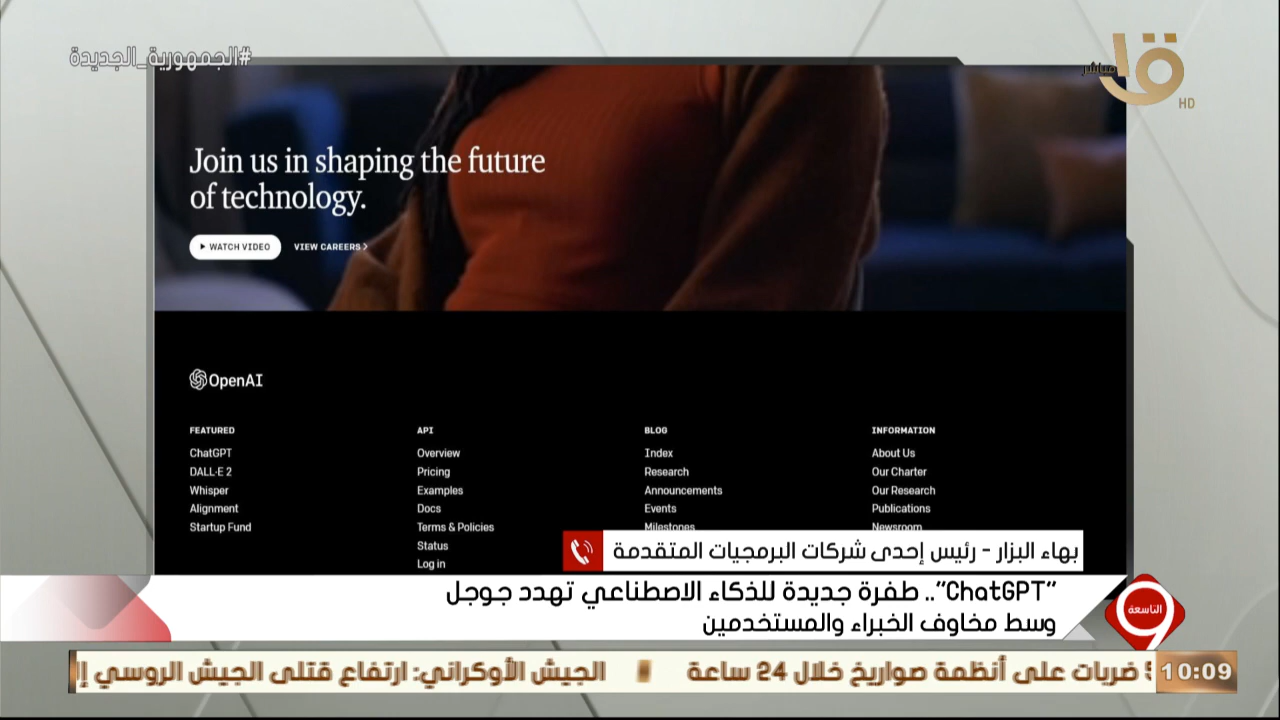 #الجمهورية_الجديدة
مباشر
HD
Join us in shaping the future
of technology.
WATCH VIDEO
VIEW CAREERS >
OpenAI
FEATURED
ChatGPT
DALL·E 2
Whisper
Alignment
Startup Fund
API
Overview
Pricing
Examples
Docs
Terms & Policies
Status
Log in
BLOG
Index
Research
Announcements
Events
Milestones
INFORMATION
About Us
Our Charter
Our Research
Publications
Newsroom
بهاء البزار - رئيس إحدى شركات البرمجيات المتقدمة
"ChatGPT".. طفرة جديدة للذكاء الاصطناعي تهدد جوجل
وسط مخاوف الخبراء والمستخدمين
التاسعة
9
ضربات على أنظمة صواريخ خلال 24 ساعة
الجيش الأوكراني: ارتفاع قتلى الجيش الروسي
10:09